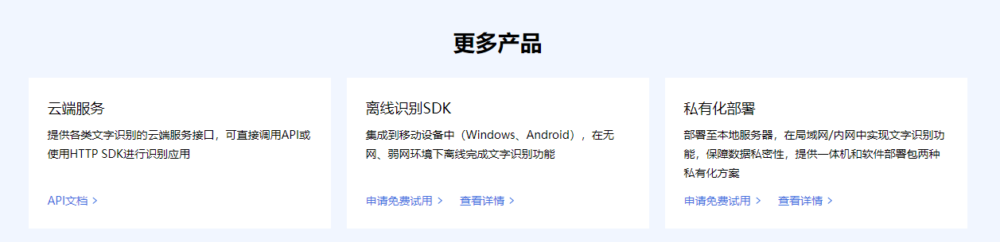 更多产品
云端服务
提供各类文字识别的云端服务接口，可直接调用API或
使用HTTP SDK进行识别应用
API文档 >
离线识别SDK
集成到移动设备中（Windows、Android），在无
网、弱网环境下离线完成文字识别功能
申请免费试用 > 查看详情 >
私有化部署
部署至本地服务器，在局域网/内网中实现文字识别功
能，保障数据私密性，提供一体机和软件部署包两种
私有化方案
申请免费试用 > 查看详情 >